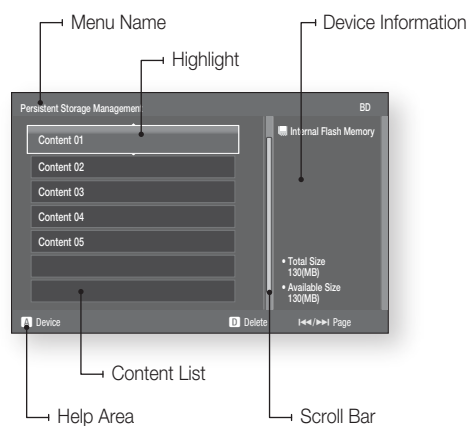 Menu Name
Device Information
Highlight
Persistent Storage Management
BD
Content 01
Internal Flash Memory
Content 02
Content 03
Content 04
Content 05
• Total Size
130(MB)
• Available Size
130(MB)
A Device
D Delete
Page
Content List
Help Area
Scroll Bar